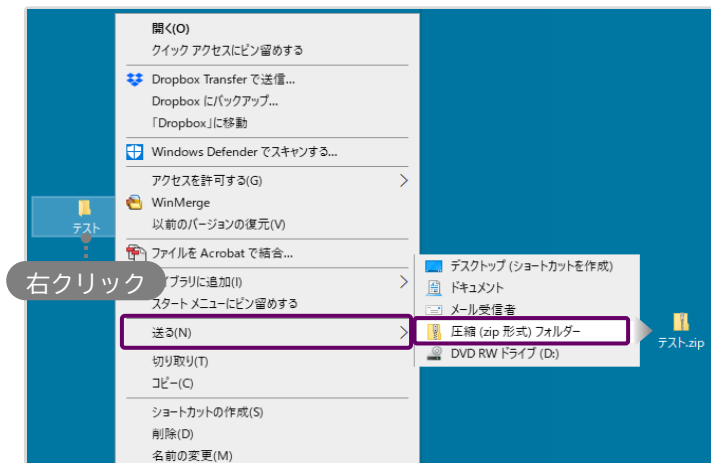 開く(O)
クイック アクセスにピン留めする
Dropbox Transfer で送信...
Dropbox にバックアップ...
「Dropbox」に移動
Windows Defender でスキャンする...
アクセスを許可する(G)
WinMerge
以前のバージョンの復元(V)
テスト
ファイルを Acrobat で結合...
右クリック
イブラリに追加(I)
スタート メニューにピン留めする
送る(N)
切り取り(T)
コピー(C)
ショートカットの作成(S)
削除(D)
名前の変更(M)
デスクトップ (ショートカットを作成)
ドキュメント
メール受信者
圧縮 (zip 形式) フォルダー
DVD RW ドライブ (D:)
テスト.zip